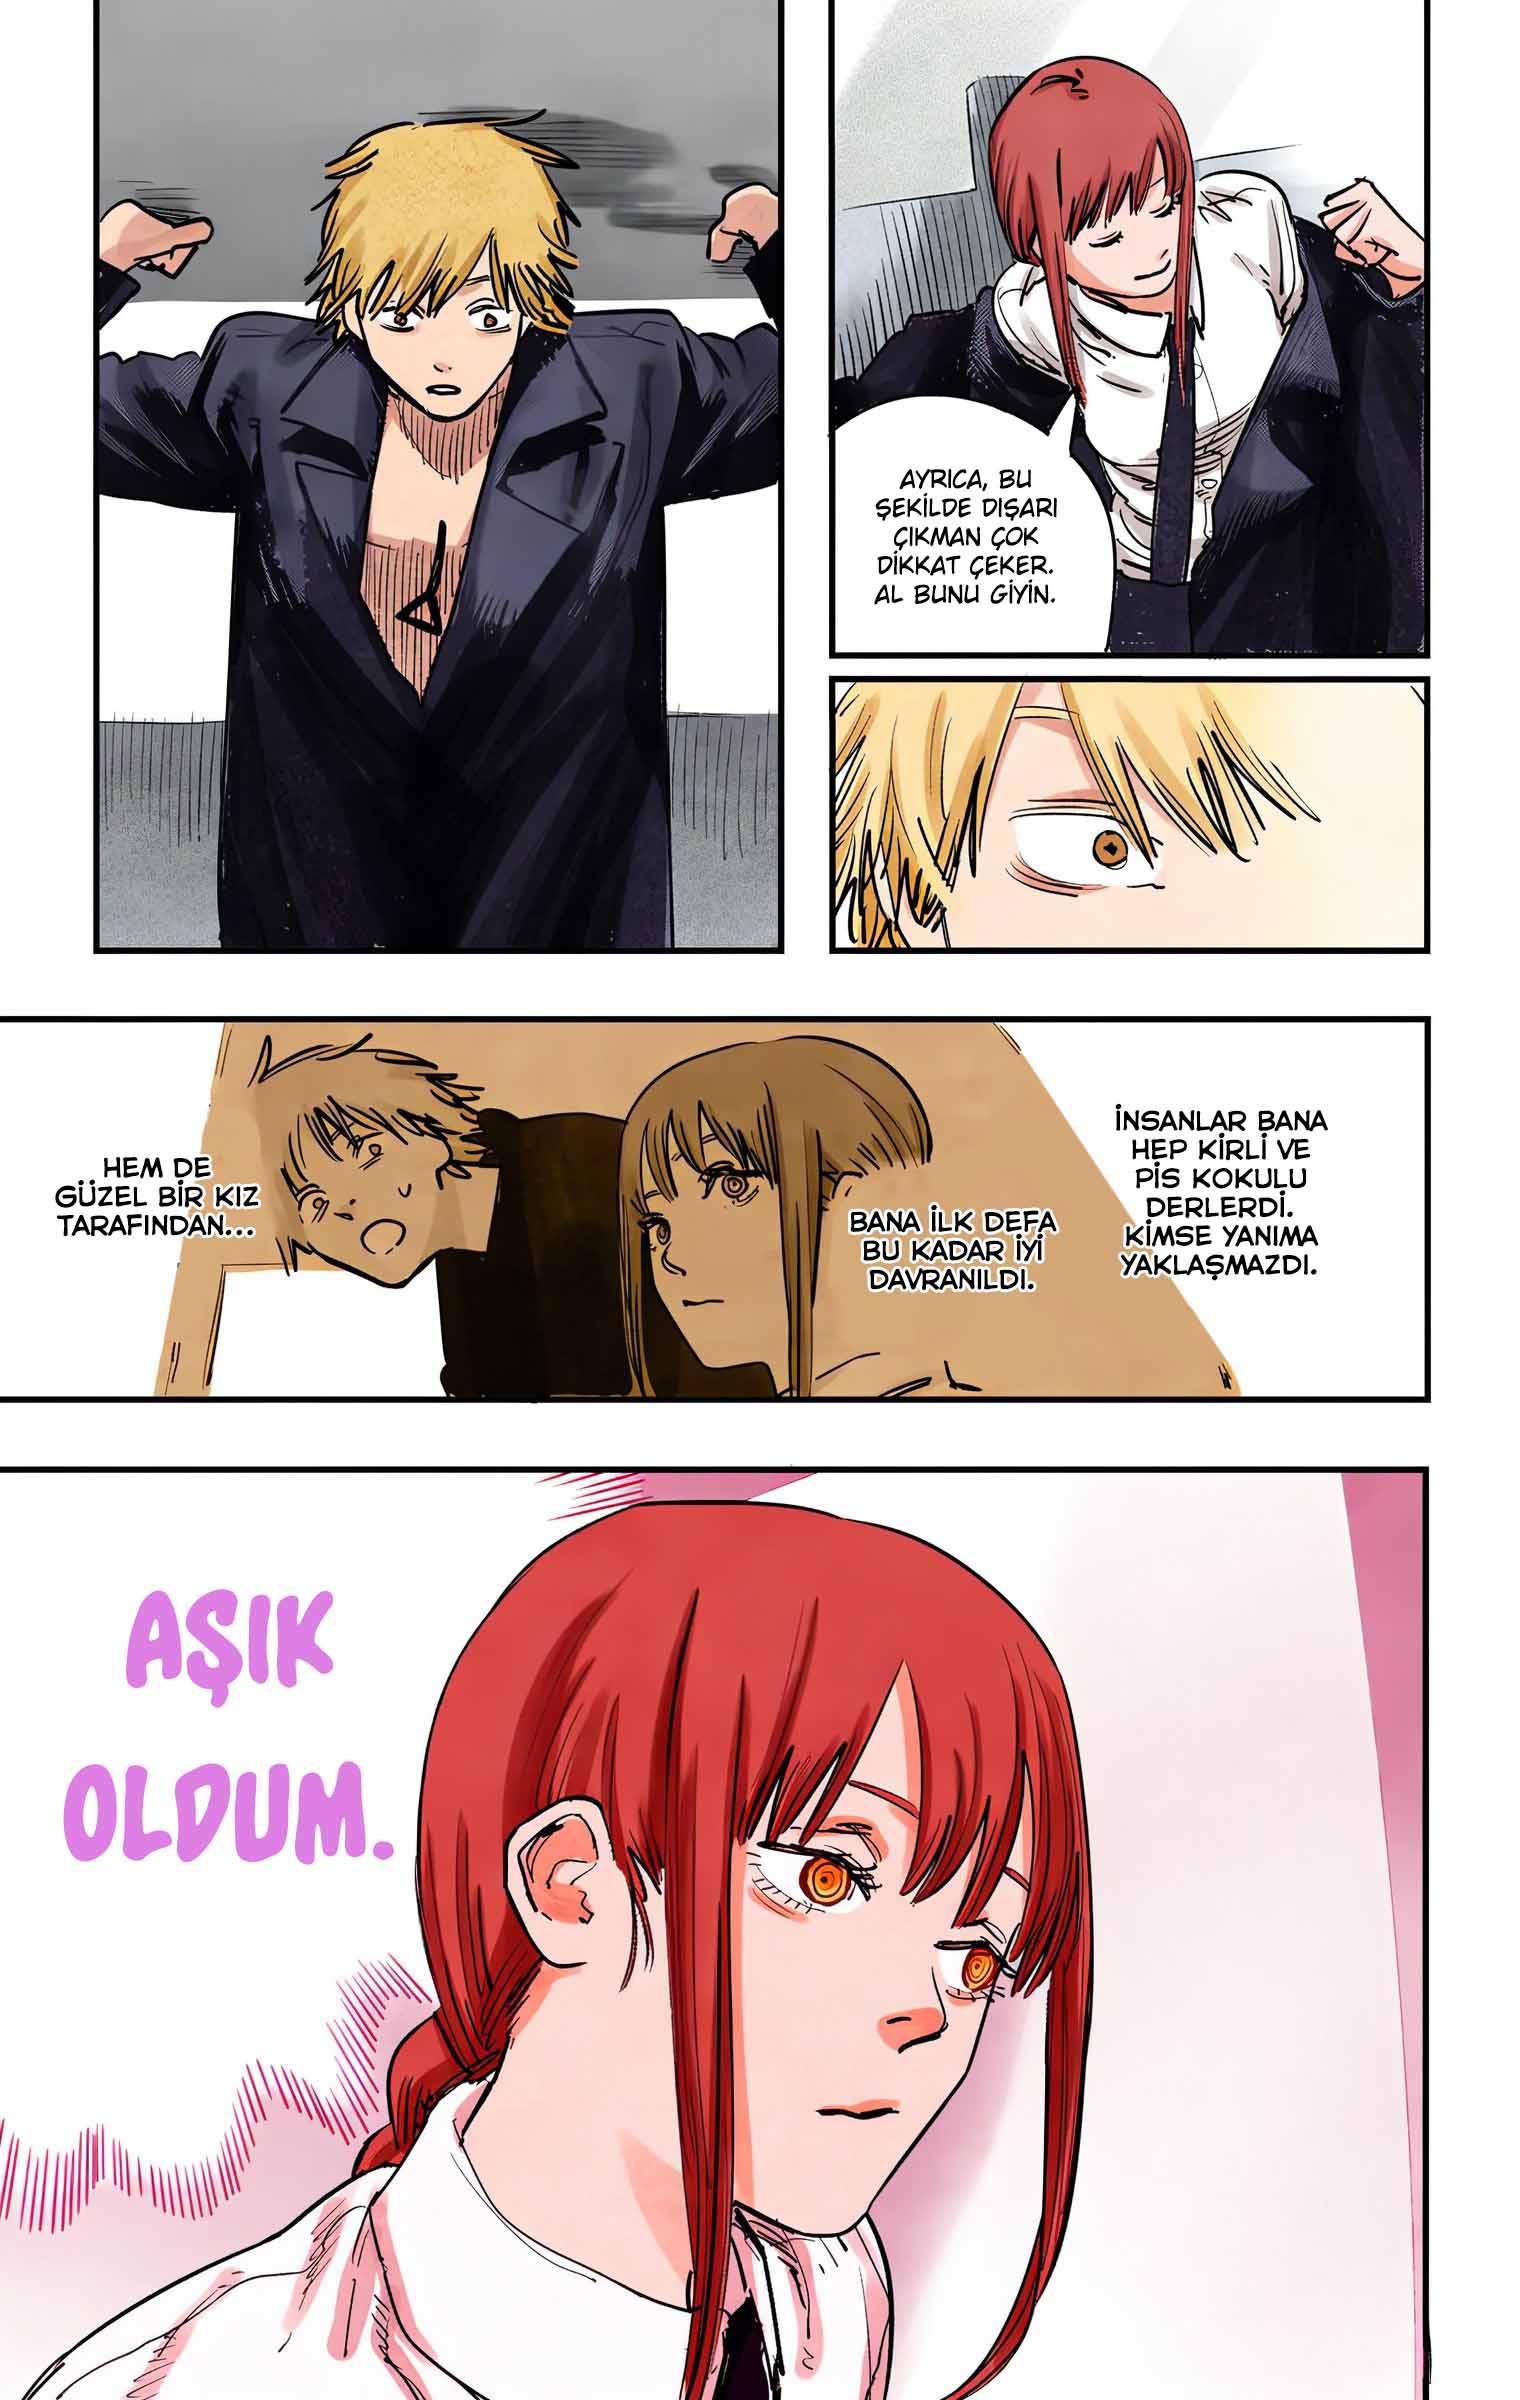 AYRICA, BU
ŞEKİLDE DIŞARI
ÇIKMAN ÇOK
DİKKAT ÇEKER.
AL BUNU GİYİN.
İNSANLAR BANA
HEP KİRLİ VE
PİS KOKULU
DERLERDİ.
KİMSE YANIMA
YAKLAŞMAZDI.
BANA İLK DEFA
BU KADAR İYİ
DAVRANILDI.
HEM DE
GÜZEL BİR KIZ
TARAFINDAN...
AŞIK
OLDUM.